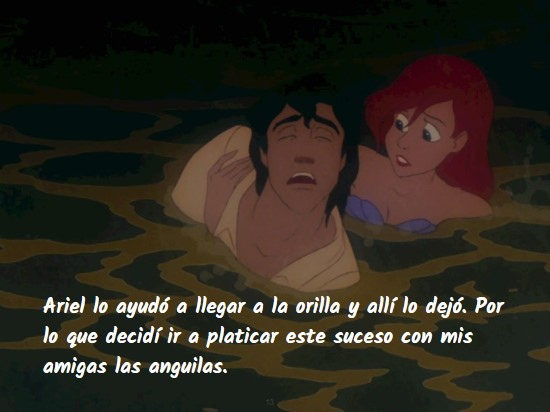 Ariel lo ayudó a llegar a la orilla y allí lo dejó. Por
lo que decidí ir a platicar este suceso con mis
amigas las anguilas.